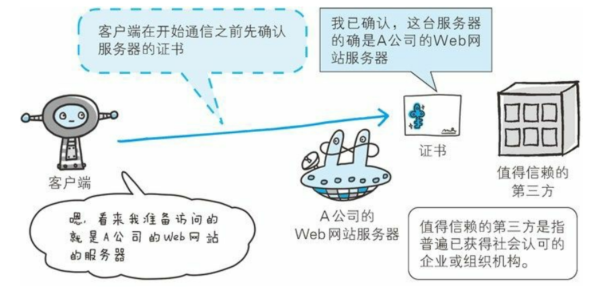 客户端在开始通信之前先确认
服务器的证书
我已确认，这台服务器
的确是A公司的Web网
站服务器
客户端
证书
值得信赖的
第三方
嗯，看来我准备访问的
就是A公司的Web网站
的服务器
A公司的
Web网站服务器
值得信赖的第三方是指
普遍已获得社会认可的
企业或组织机构。